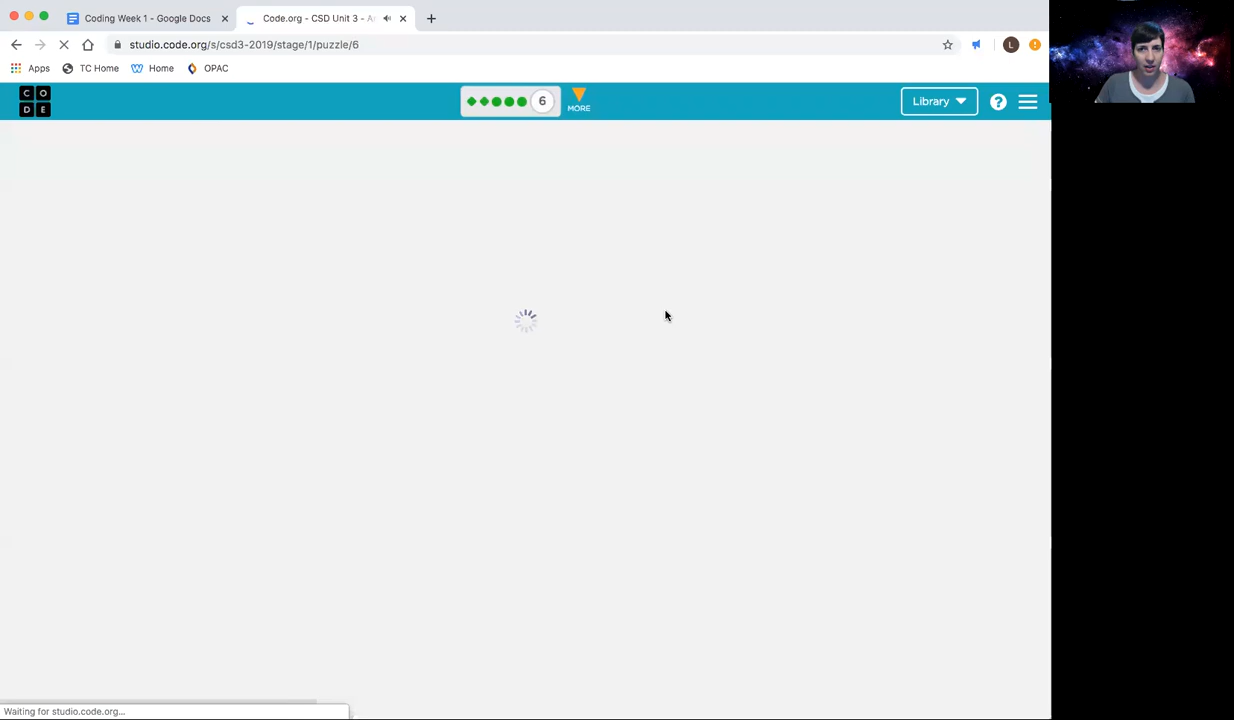 Coding Week 1 - Google Docs
Code.org - CSD Unit 3 - A
studio.code.org/s/csd3-2019/stage/1/puzzle/6
L
Apps
TC Home
Home
OPAC
C O
D E
6
MORE
Library
?
Waiting for studio.code.org...